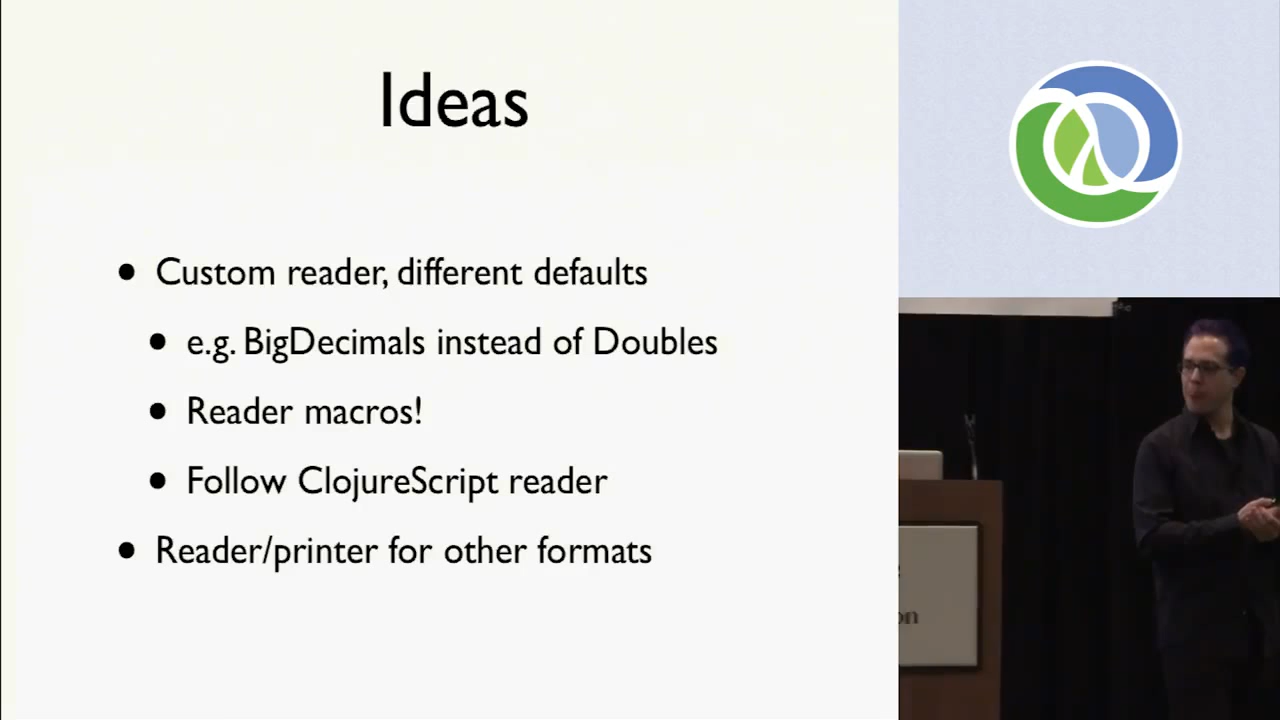 Ideas
• Custom reader, different defaults
• e.g. BigDecimals instead of Doubles
• Reader macros!
• Follow ClojureScript reader
• Reader/printer for other formats
on